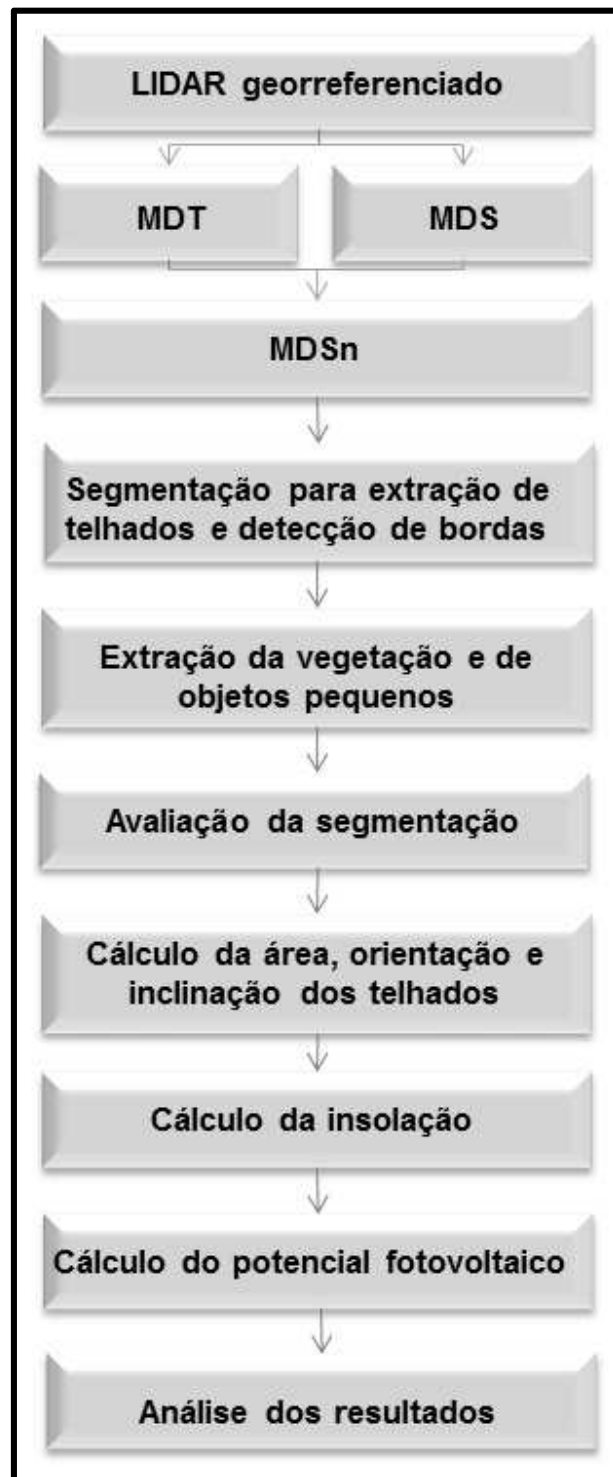 LIDAR georreferenciado
MDT
MDS
MDSn
Segmentação para extração de
telhados e detecção de bordas
Extração da vegetação e de
objetos pequenos
Avaliação da segmentação
Cálculo da área, orientação e
inclinação dos telhados
Cálculo da insolação
Cálculo do potencial fotovoltaico
Análise dos resultados